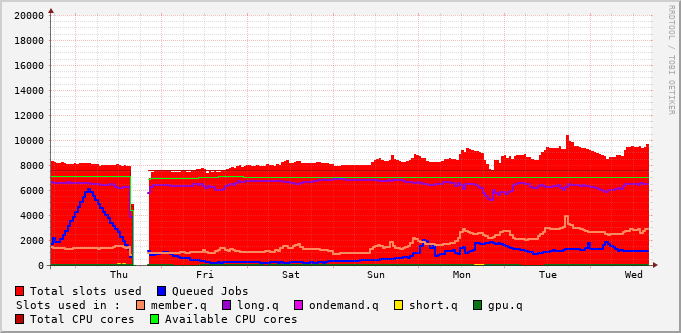 RRDTOOL / TOBI OETIKER
20000
18000
16000
14000
12000
10000
8000
6000
4000
2000
0
Thu Fri Sat Sun Mon Tue Wed
Total slots used Queued Jobs
Slots used in : member.q long.q ondemand.q short.q gpu.q
Total CPU cores Available CPU cores